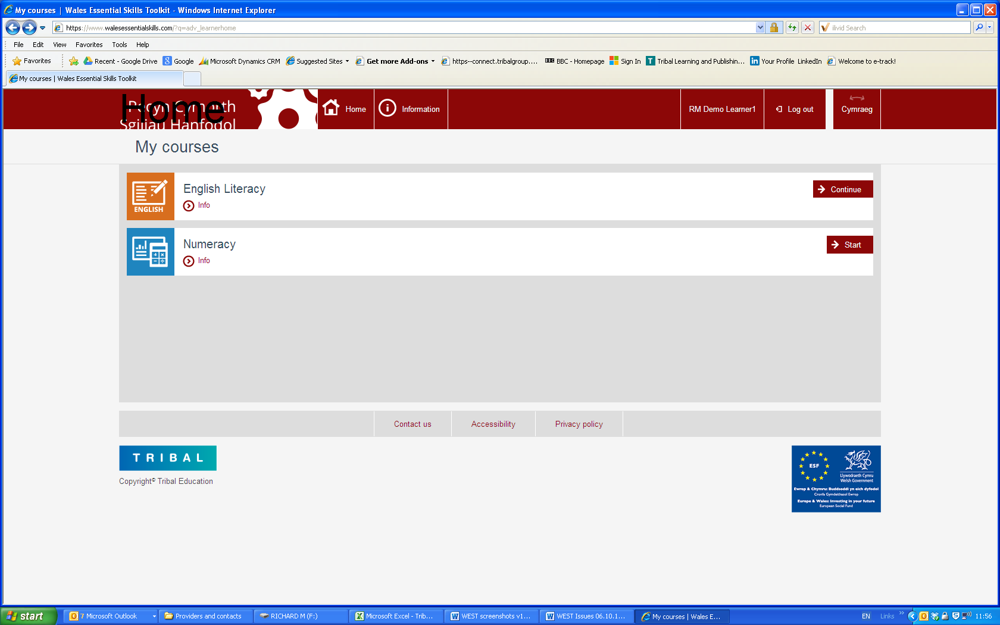 My courses | Wales Essential Skills Toolkit - Windows Internet Explorer
https://www.walesessentialskills.com/?q=adv_learnerhome
ilivid Search
File Edit View Favorites Tools Help
Favorites Recent - Google Drive Google Microsoft Dynamics CRM Suggested Sites Get more Add-ons https--connect.tribalgroup.... BBC - Homepage Sign In Tribal Learning and Publishin... Your Profile LinkedIn Welcome to e-track!
My courses | Wales Essential Skills Toolkit
Home
Pecyn Cymorth
Sgiliau Hanfodol
Home Information RM Demo Learner1 Log out Cymraeg
My courses
ENGLISH
English Literacy
Info
Continue
Numeracy
Info
Start
Contact us Accessibility Privacy policy
TRIBAL
Copyright© Tribal Education
ESF
Llywodraeth Cymru
Welsh Government
Ewrop & Chymru: Buddsoddi yn eich dyfodol
Cronfa Gymdeithasol Ewrop
Europe & Wales: Investing in your future
European Social Fund
start 7 Microsoft Outlook Providers and contacts RICHARD M (F:) Microsoft Excel - Trib... WEST screenshots v1... WEST Issues 06.10.1... My courses | Wales E... EN Links 11:56